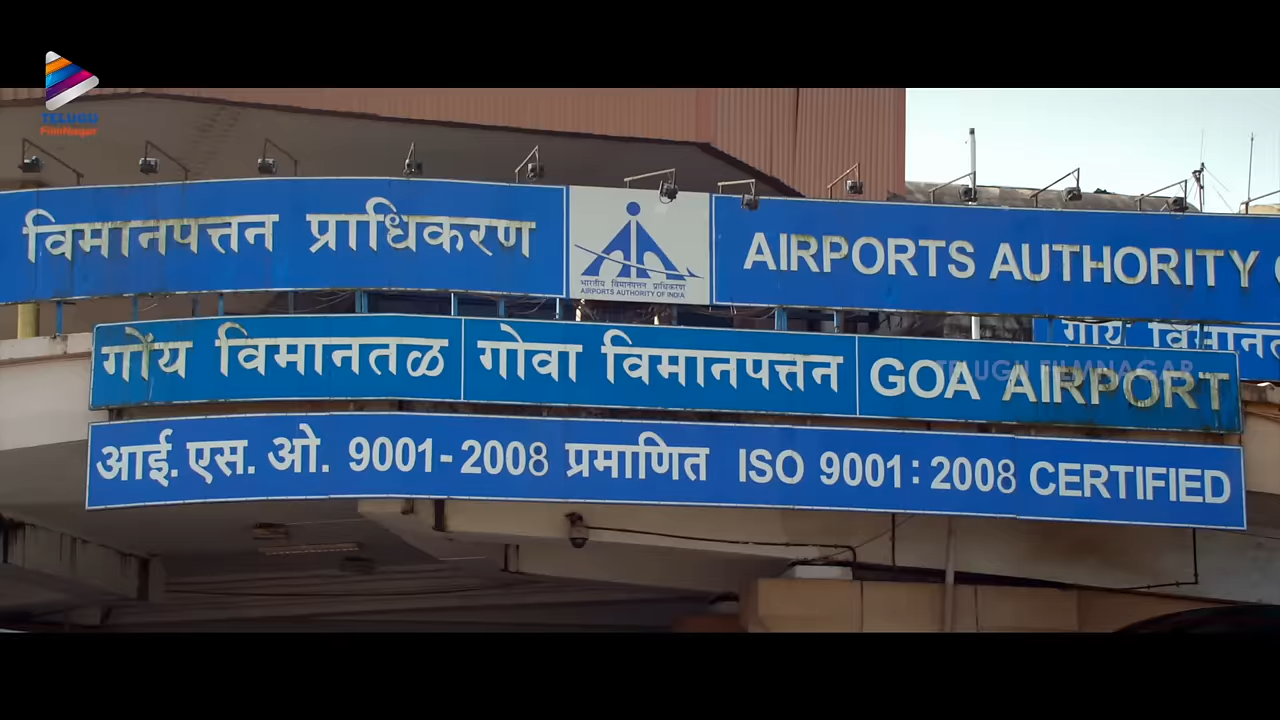 TELUGU
FilmNagar
विमानपत्तन प्राधिकरण
भारतीय विमानपत्तन प्राधिकरण
AIRPORTS AUTHORITY OF INDIA
AIRPORTS AUTHORITY
गोंय विमानतळ गोवा विमानपत्तन GOA AIRPORT
TELUGU FILMNAGAR
गोंय
आई.एस.ओ. 9001-2008 प्रमाणित ISO 9001:2008 CERTIFIED